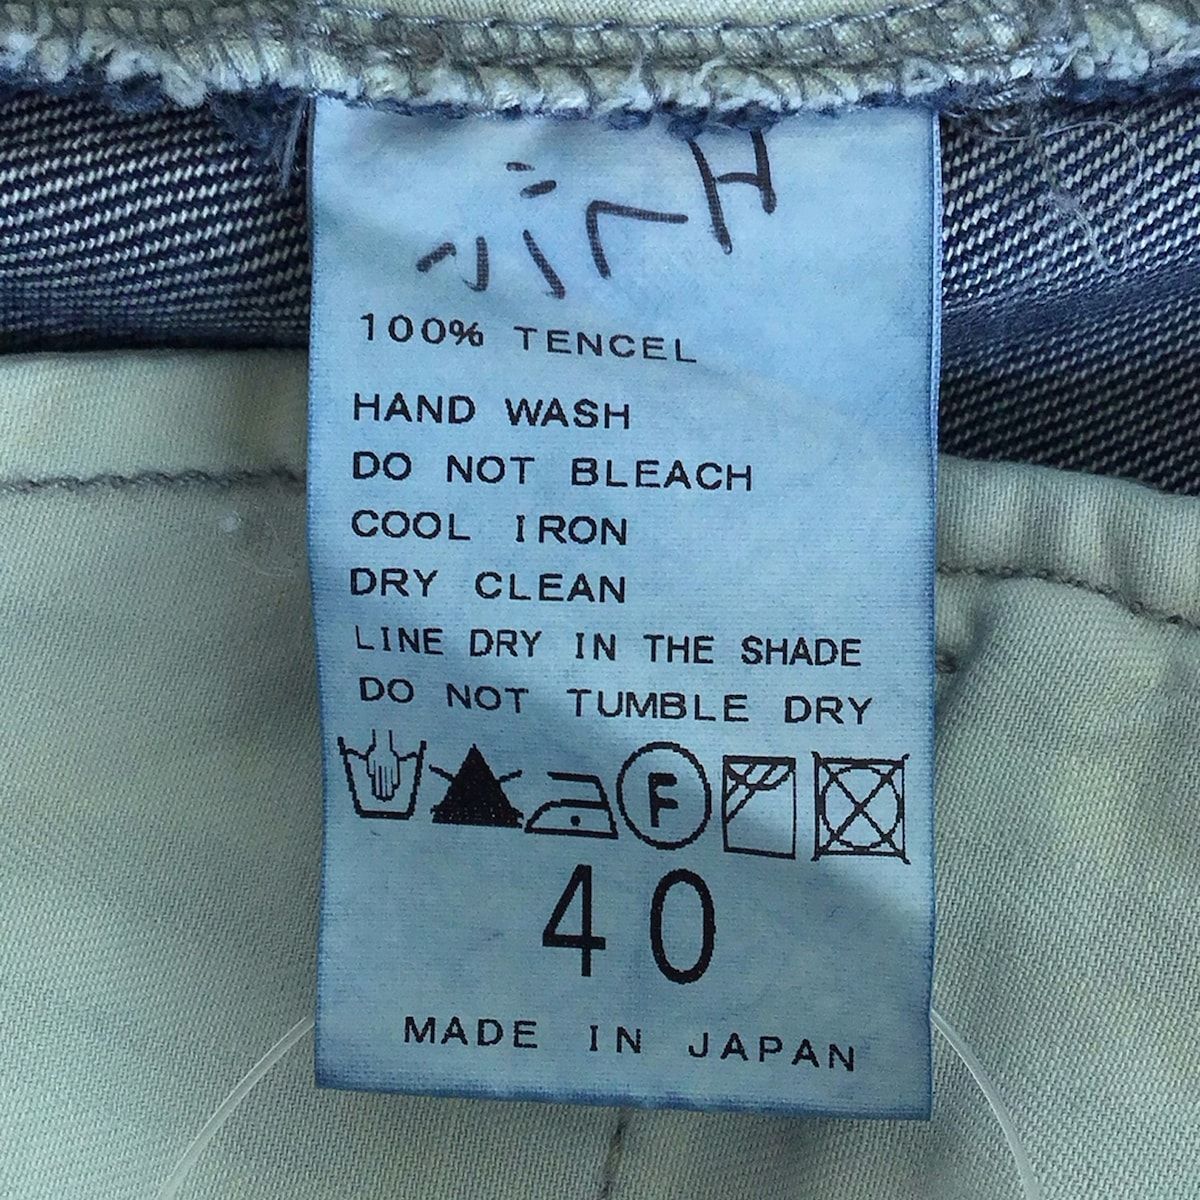 100% TENCEL
HAND WASH
DO NOT BLEACH
COOL IRON
DRY CLEAN
LINE DRY IN THE SHADE
DO NOT TUMBLE DRY
F
40
MADE IN JAPAN